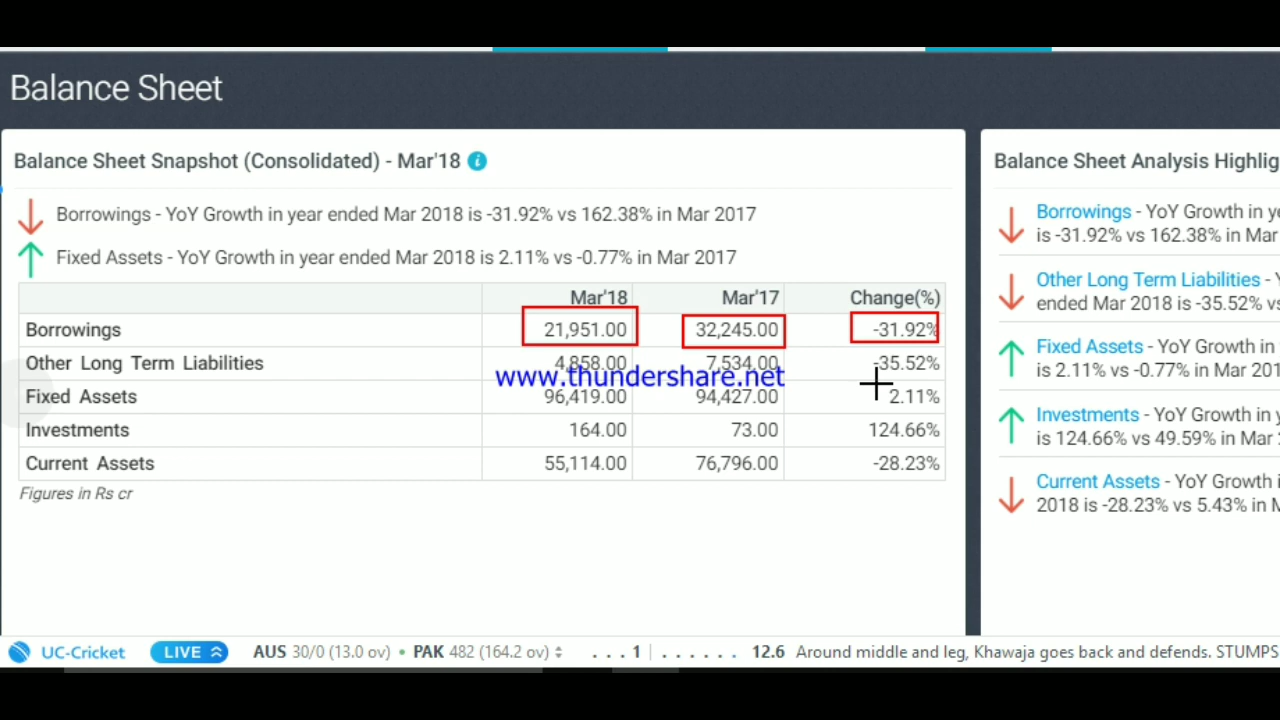 Balance Sheet
Balance Sheet Snapshot (Consolidated) - Mar'18
Borrowings - YoY Growth in year ended Mar 2018 is -31.92% vs 162.38% in Mar 2017
Fixed Assets - YoY Growth in year ended Mar 2018 is 2.11% vs -0.77% in Mar 2017
Mar'18 Mar'17 Change(%)
Borrowings 21,951.00 32,245.00 -31.92%
Other Long Term Liabilities 4,858.00 7,534.00 -35.52%
www.thundershare.net
Fixed Assets 96,419.00 94,427.00 2.11%
Investments 164.00 73.00 124.66%
Current Assets 55,114.00 76,796.00 -28.23%
Figures in Rs cr
Balance Sheet Analysis Highlig
Borrowings - YoY Growth in ye
is -31.92% vs 162.38% in Mar
Other Long Term Liabilities - Y
ended Mar 2018 is -35.52% vs
Fixed Assets - YoY Growth in
is 2.11% vs -0.77% in Mar 201
Investments - YoY Growth in y
is 124.66% vs 49.59% in Mar
Current Assets - YoY Growth i
2018 is -28.23% vs 5.43% in M
UC-Cricket LIVE AUS 30/0 (13.0 ov) • PAK 482 (164.2 ov) . . . 1 | . . . . . . 12.6 Around middle and leg, Khawaja goes back and defends. STUMPS